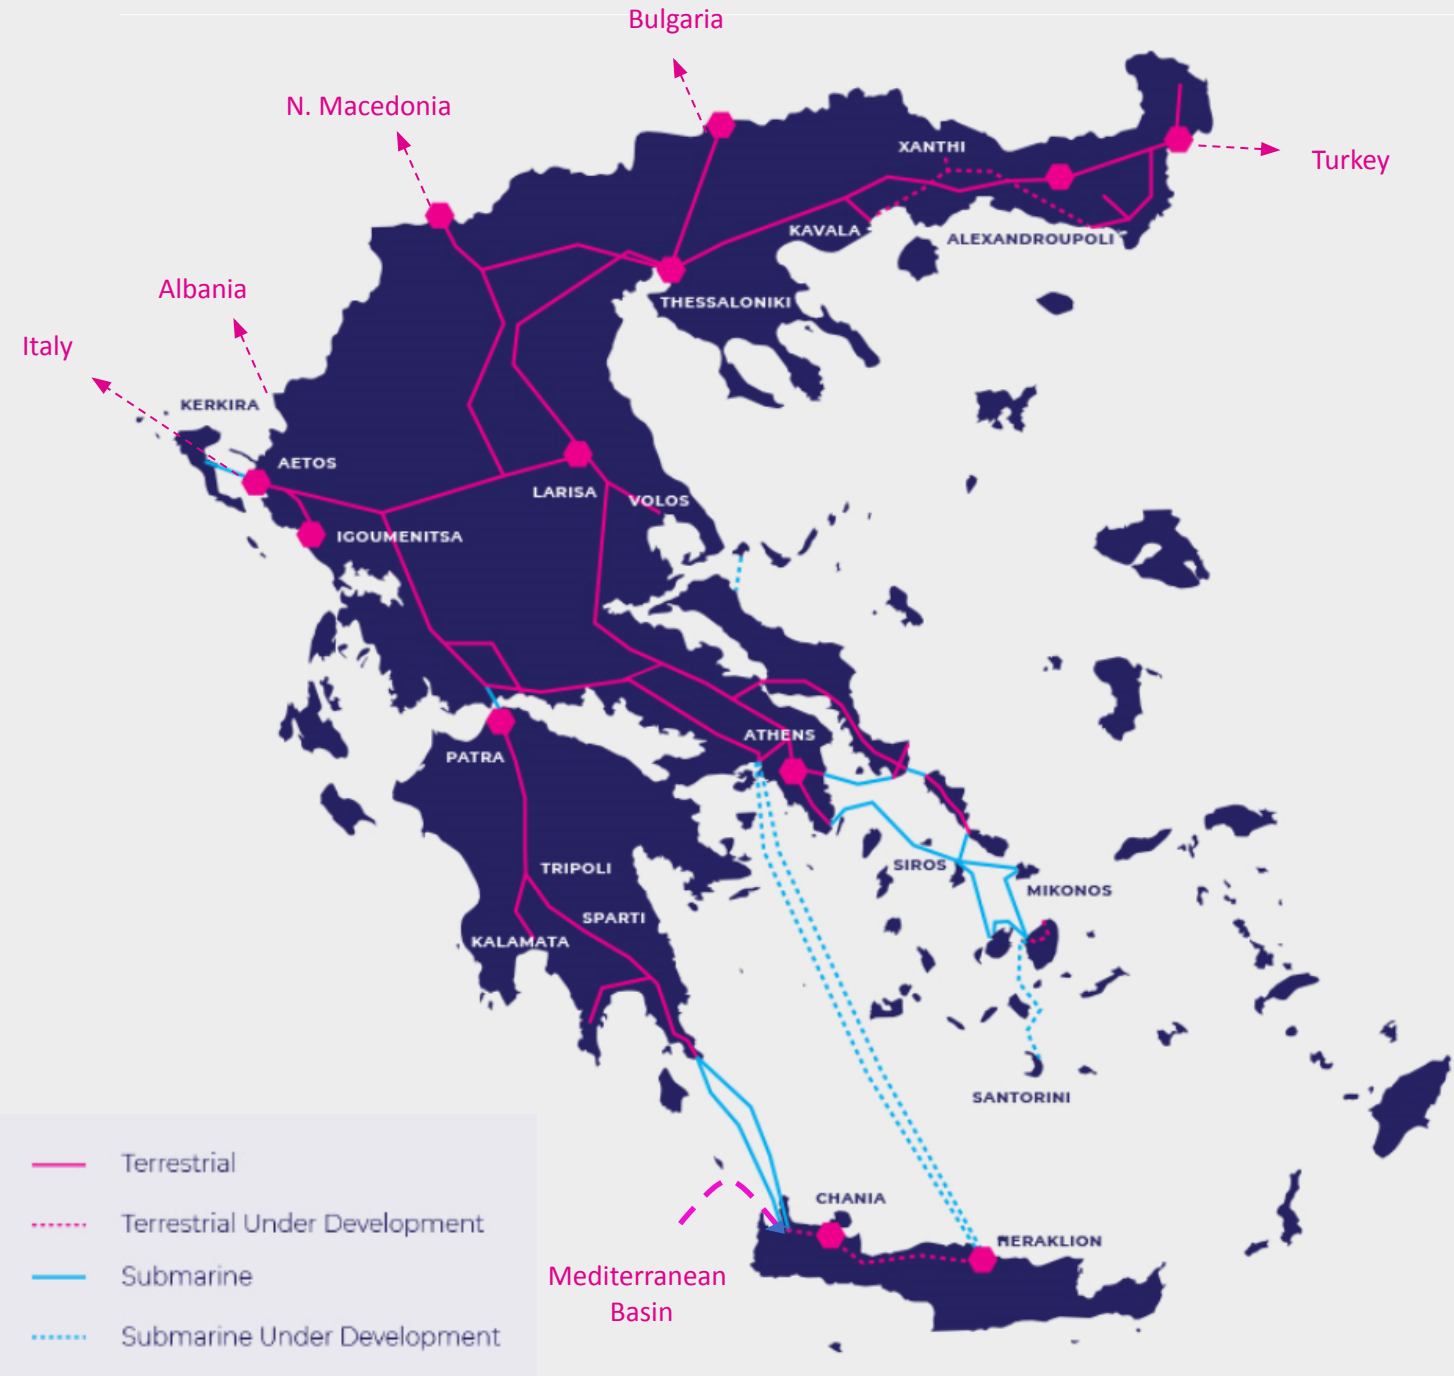 Bulgaria
N. Macedonia
XANTHI
Turkey
KAVALA
ALEXANDROUPOLI
Albania
THESSALONIKI
Italy
KERKIRA
AETOS
LARISA
VOLOS
IGOUMENITSA
ATHENS
PATRA
TRIPOLI
SIROS
MIKONOS
SPARTI
KALAMATA
SANTORINI
CHANIA
HERAKLION
Mediterranean
Basin
Terrestrial
Terrestrial Under Development
Submarine
Submarine Under Development